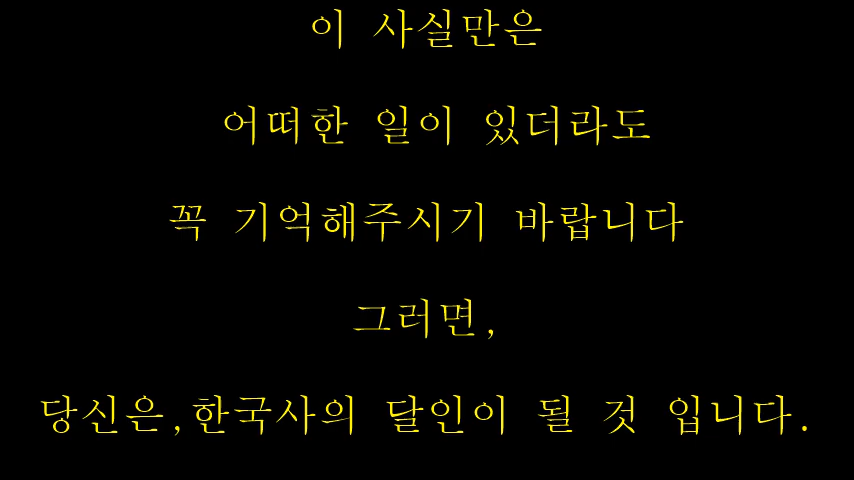 이 사실만은
어떠한 일이 있더라도
꼭 기억해주시기 바랍니다
그러면,
당신은,한국사의 달인이 될 것 입니다.